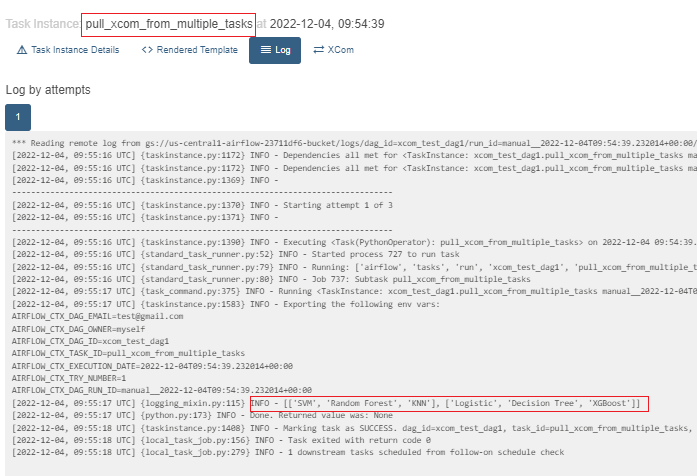 Task Instance: pull_xcom_from_multiple_tasks at 2022-12-04, 09:54:39
Task Instance Details
<> Rendered Template
Log
XCom
Log by attempts
1
*** Reading remote log from gs://us-central1-airflow-23711df6-bucket/logs/dag_id=xcom_test_dag1/run_id=manual__2022-12-04T09:54:39.232014+00:00/
[2022-12-04, 09:55:16 UTC] {taskinstance.py:1172} INFO - Dependencies all met for <TaskInstance: xcom_test_dag1.pull_xcom_from_multiple_tasks ma
[2022-12-04, 09:55:16 UTC] {taskinstance.py:1172} INFO - Dependencies all met for <TaskInstance: xcom_test_dag1.pull_xcom_from_multiple_tasks ma
[2022-12-04, 09:55:16 UTC] {taskinstance.py:1369} INFO -
--------------------------------------------------------------------------------
[2022-12-04, 09:55:16 UTC] {taskinstance.py:1370} INFO - Starting attempt 1 of 3
[2022-12-04, 09:55:16 UTC] {taskinstance.py:1371} INFO -
--------------------------------------------------------------------------------
[2022-12-04, 09:55:16 UTC] {taskinstance.py:1390} INFO - Executing <Task(PythonOperator): pull_xcom_from_multiple_tasks> on 2022-12-04 09:54:39.
[2022-12-04, 09:55:16 UTC] {standard_task_runner.py:52} INFO - Started process 727 to run task
[2022-12-04, 09:55:16 UTC] {standard_task_runner.py:79} INFO - Running: ['airflow', 'tasks', 'run', 'xcom_test_dag1', 'pull_xcom_from_multiple_t
[2022-12-04, 09:55:16 UTC] {standard_task_runner.py:80} INFO - Job 737: Subtask pull_xcom_from_multiple_tasks
[2022-12-04, 09:55:17 UTC] {task_command.py:375} INFO - Running <TaskInstance: xcom_test_dag1.pull_xcom_from_multiple_tasks manual__2022-12-04T0
[2022-12-04, 09:55:17 UTC] {taskinstance.py:1583} INFO - Exporting the following env vars:
AIRFLOW_CTX_DAG_EMAIL=test@gmail.com
AIRFLOW_CTX_DAG_OWNER=myself
AIRFLOW_CTX_DAG_ID=xcom_test_dag1
AIRFLOW_CTX_TASK_ID=pull_xcom_from_multiple_tasks
AIRFLOW_CTX_EXECUTION_DATE=2022-12-04T09:54:39.232014+00:00
AIRFLOW_CTX_TRY_NUMBER=1
AIRFLOW_CTX_DAG_RUN_ID=manual__2022-12-04T09:54:39.232014+00:00
[2022-12-04, 09:55:17 UTC] {logging_mixin.py:115} INFO - [['SVM', 'Random Forest', 'KNN'], ['Logistic', 'Decision Tree', 'XGBoost']]
[2022-12-04, 09:55:17 UTC] {python.py:173} INFO - Done. Returned value was: None
[2022-12-04, 09:55:18 UTC] {taskinstance.py:1408} INFO - Marking task as SUCCESS. dag_id=xcom_test_dag1, task_id=pull_xcom_from_multiple_tasks,
[2022-12-04, 09:55:18 UTC] {local_task_job.py:156} INFO - Task exited with return code 0
[2022-12-04, 09:55:18 UTC] {local_task_job.py:279} INFO - 1 downstream tasks scheduled from follow-on schedule check